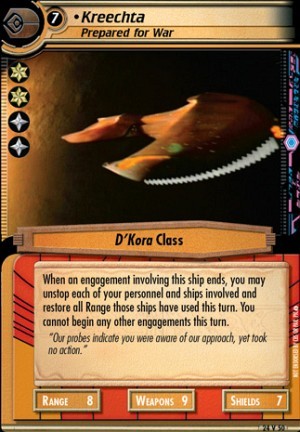 7
• Kreechta
Prepared for War
D'Kora Class
When an engagement involving this ship ends, you may
unstop each of your personnel and ships involved and
restore all Range those ships have used this turn. You
cannot begin any other engagements this turn.
"Our probes indicate you were aware of our approach, yet took
no action."
RANGE 8 WEAPONS 9 SHIELDS 7
24 V 30